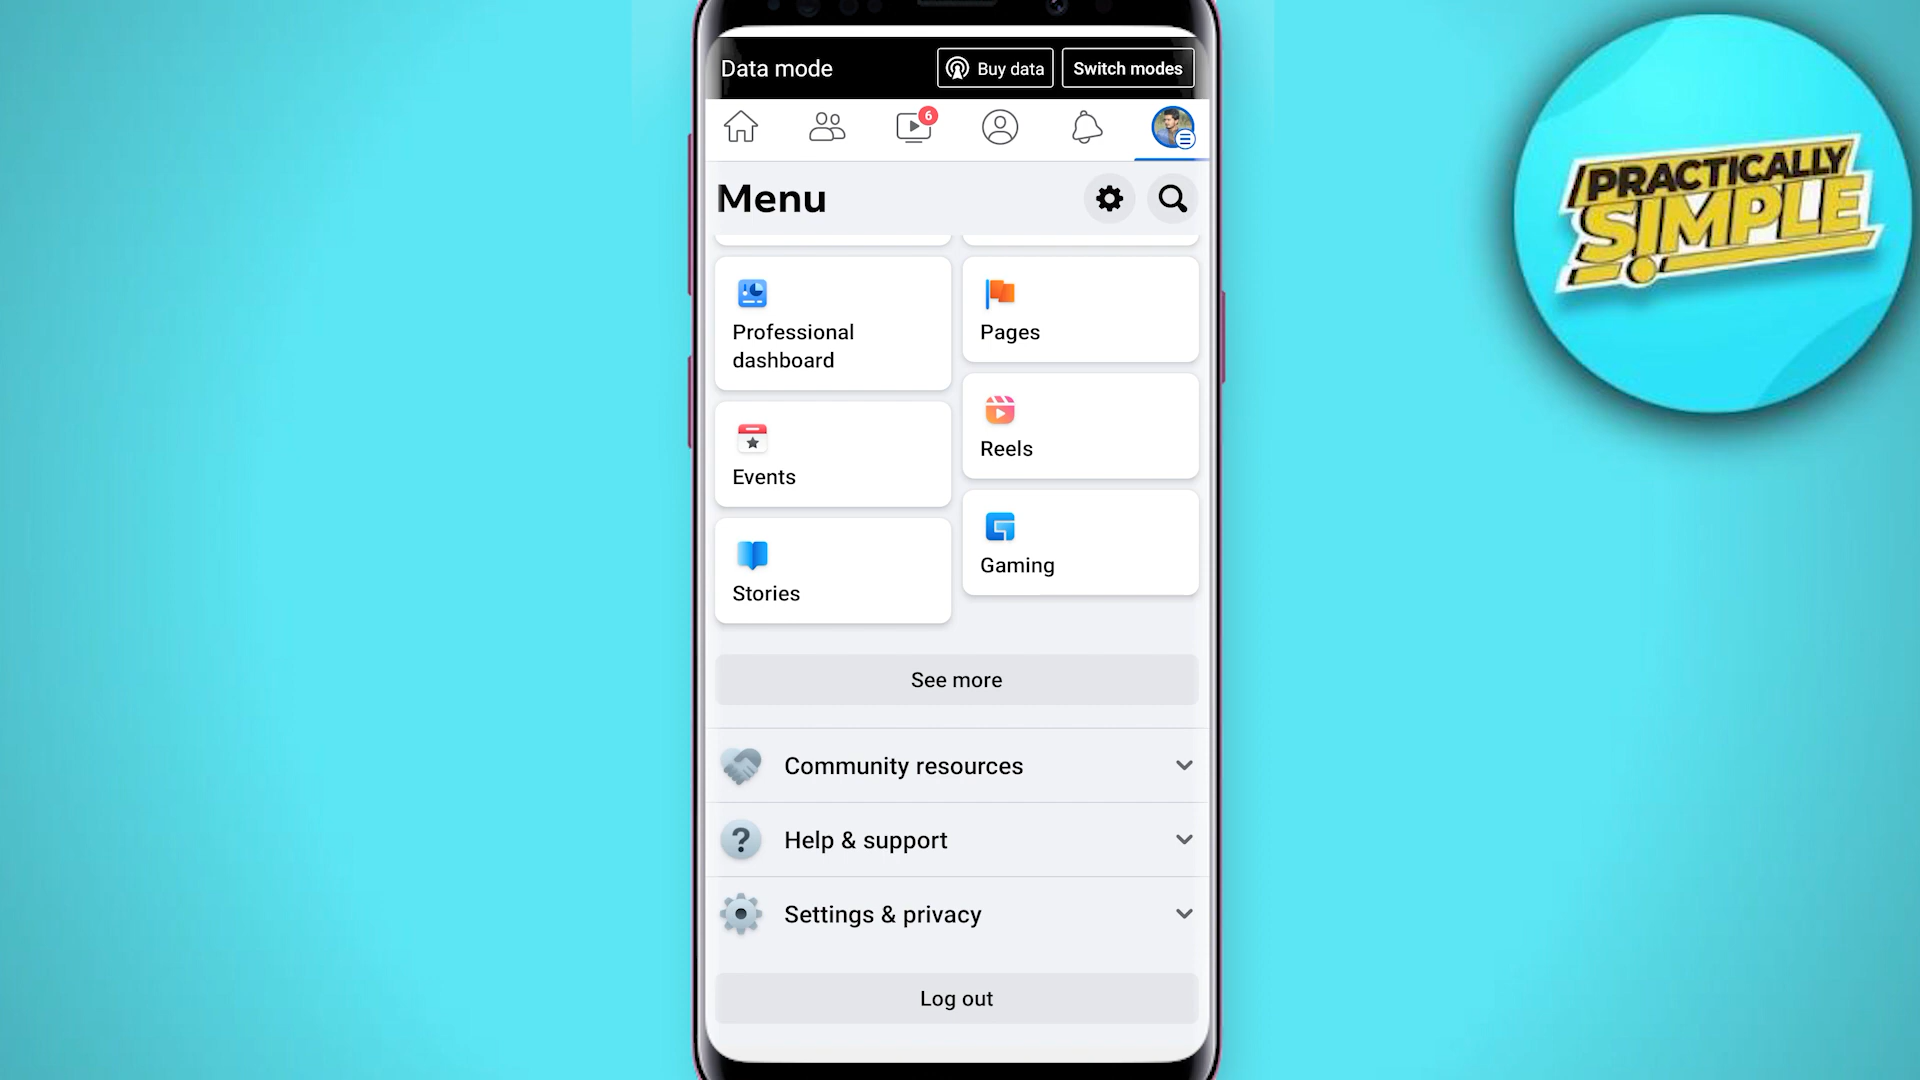 Data mode
Buy data
Switch modes
6
Menu
Professional
dashboard
Pages
Events
Reels
Stories
Gaming
See more
Community resources
Help & support
Settings & privacy
Log out
PRACTICALLY
SIMPLE